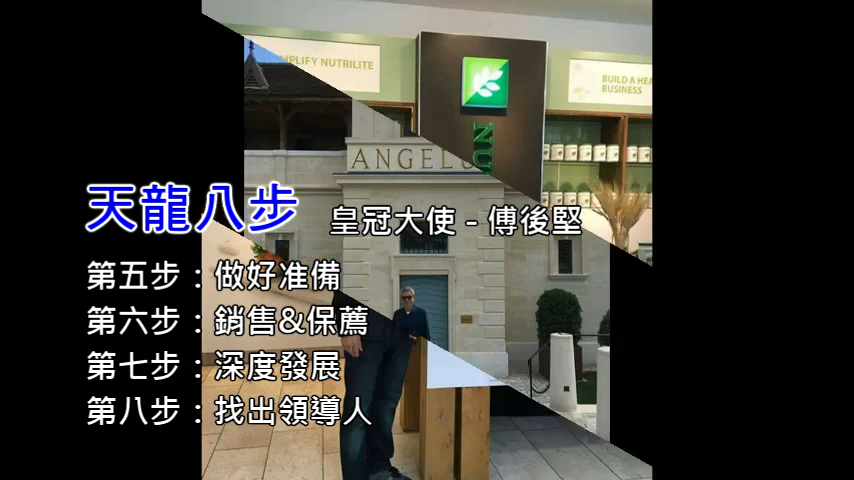 MPLIFY NUTRILITE
BUILD A HEA
BUSINESS
NU
ANGELU
天龍八步
皇冠大使 - 傅後堅
第五步：做好准備
第六步：銷售&保薦
第七步：深度發展
第八步：找出領導人